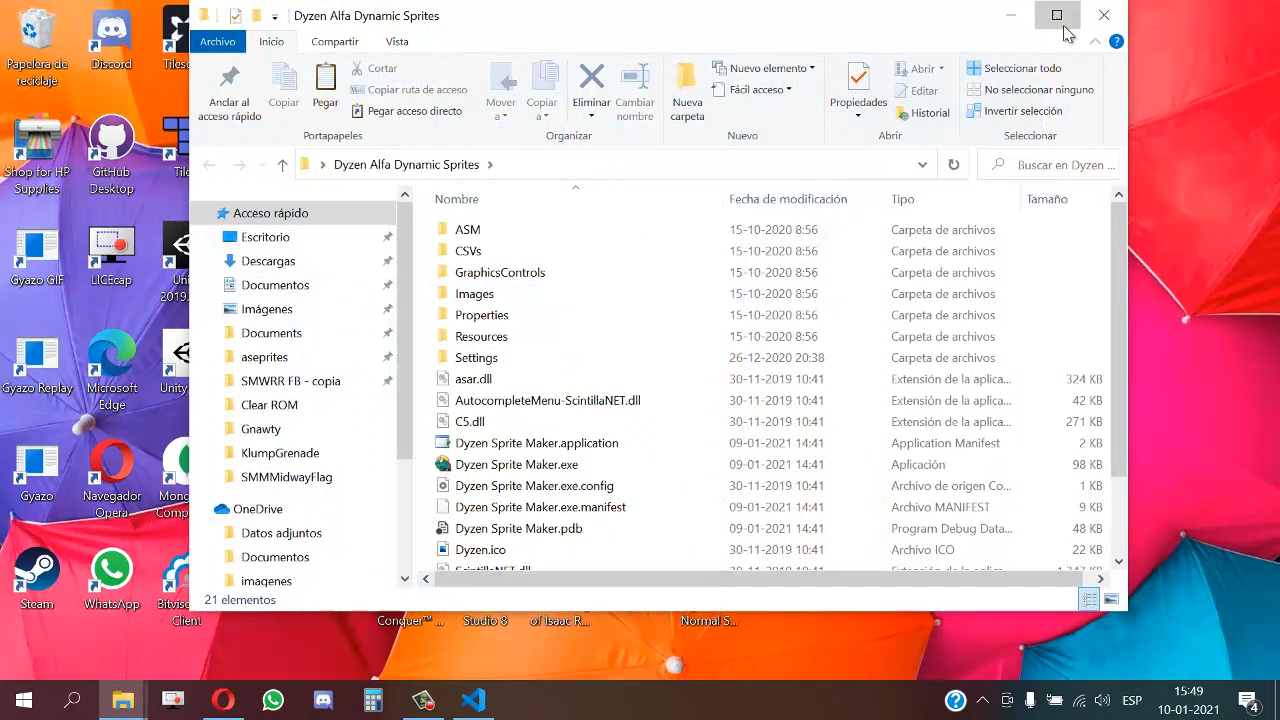 Dyzen Alfa Dynamic Sprites
Archivo Inicio Compartir Vista
Anclar al acceso rápido
Copiar
Pegar
Cortar
Copiar ruta de acceso
Pegar acceso directo
Portapapeles
Mover a
Copiar a
Eliminar
Cambiar nombre
Organizar
Nueva carpeta
Nuevo elemento
Fácil acceso
Nuevo
Propiedades
Abrir
Editar
Historial
Abrir
Seleccionar todo
No seleccionar ninguno
Invertir selección
Seleccionar
Dyzen Alfa Dynamic Sprites
Buscar en Dyzen ...
Acceso rápido
Escritorio
Descargas
Documentos
Imágenes
Documents
aseprites
SMWRR FB - copia
Clear ROM
Gnawty
KlumpGrenade
SMMMidwayFlag
OneDrive
Datos adjuntos
Documentos
imagenes
Nombre Fecha de modificación Tipo Tamaño
ASM 15-10-2020 8:56 Carpeta de archivos
CSVs 15-10-2020 8:56 Carpeta de archivos
GraphicsControls 15-10-2020 8:56 Carpeta de archivos
Images 15-10-2020 8:56 Carpeta de archivos
Properties 15-10-2020 8:56 Carpeta de archivos
Resources 15-10-2020 8:56 Carpeta de archivos
Settings 26-12-2020 20:38 Carpeta de archivos
asar.dll 30-11-2019 10:41 Extensión de la aplica... 324 KB
AutocompleteMenu-ScintillaNET.dll 30-11-2019 10:41 Extensión de la aplica... 42 KB
C5.dll 30-11-2019 10:41 Extensión de la aplica... 271 KB
Dyzen Sprite Maker.application 09-01-2021 14:41 Application Manifest 2 KB
Dyzen Sprite Maker.exe 09-01-2021 14:41 Aplicación 98 KB
Dyzen Sprite Maker.exe.config 09-01-2021 14:41 Archivo de origen Co... 1 KB
Dyzen Sprite Maker.exe.manifest 09-01-2021 14:41 Archivo MANIFEST 9 KB
Dyzen Sprite Maker.pdb 09-01-2021 14:41 Program Debug Data... 48 KB
Dyzen.ico 30-11-2019 10:41 Archivo ICO 22 KB
21 elementos
Papelera de reciclaje
Discord
Shop for HP Supplies
GitHub Desktop
Gyazo GIF
LICEcap
Gyazo Replay
Microsoft Edge
Gyazo
Navegador Opera
Steam
WhatsApp
Bitvise Client
Conquer™ ...
Studio 8
of Isaac R...
Normal S...
ESP
15:49
10-01-2021
4